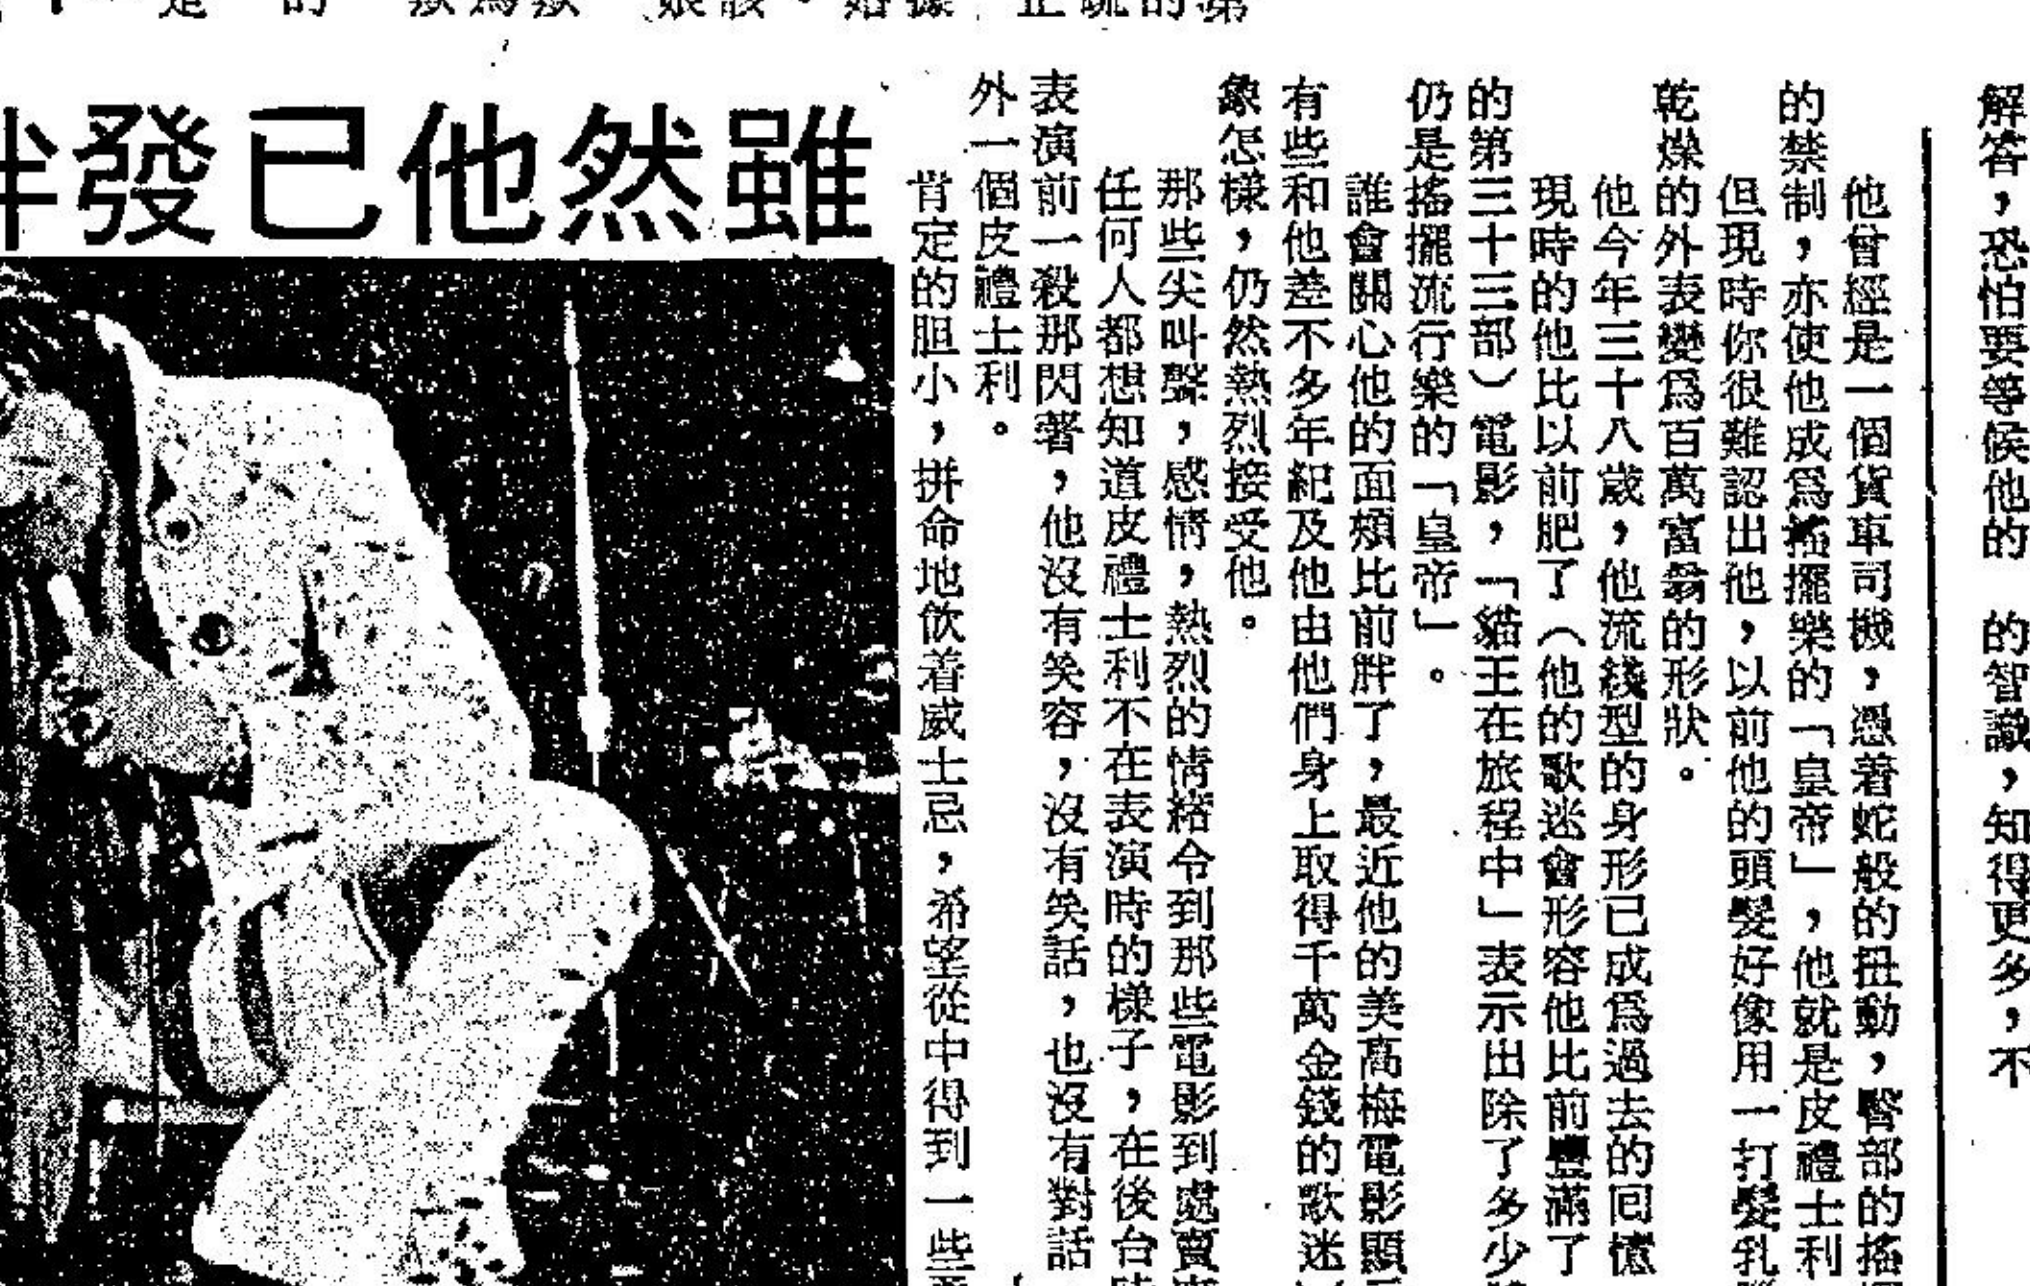 解答，恐怕要等候他的　的智識，知得更多，不
他曾經是一個貨車司機，憑着蛇般的扭動，臀部的搖
的禁制，亦使他成爲搖擺樂的「皇帝」，他就是皮禮士利
但現時你很難認出他，以前他的頭髮好像用一打髮乳
乾燥的外表變爲百萬富翁的形狀。
他今年三十八歲，他流綫型的身形已成爲過去的回憶
現時的他比以前肥了（他的歌迷會形容他比前豐滿了
的第三十三部）電影，「貓王在旅程中」表示出除了多少
仍是搖擺流行樂的「皇帝」。
誰會關心他的面頰比前胖了，最近他的美高梅電影顯
有些和他差不多年紀及他由他們身上取得千萬金錢的歌迷
象怎樣，仍然熱烈接受他。
那些尖叫聲，感情，熱烈的情緒令到那些電影到處賣
任何人都想知道皮禮士利不在表演時的樣子，在後台
表演前一殺那閃著，他沒有笑容，沒有笑話，也沒有對話
外一個皮禮士利。
肯定的胆小，拼命地飲着威士忌，希望從中得到一些
雖然他已發胖